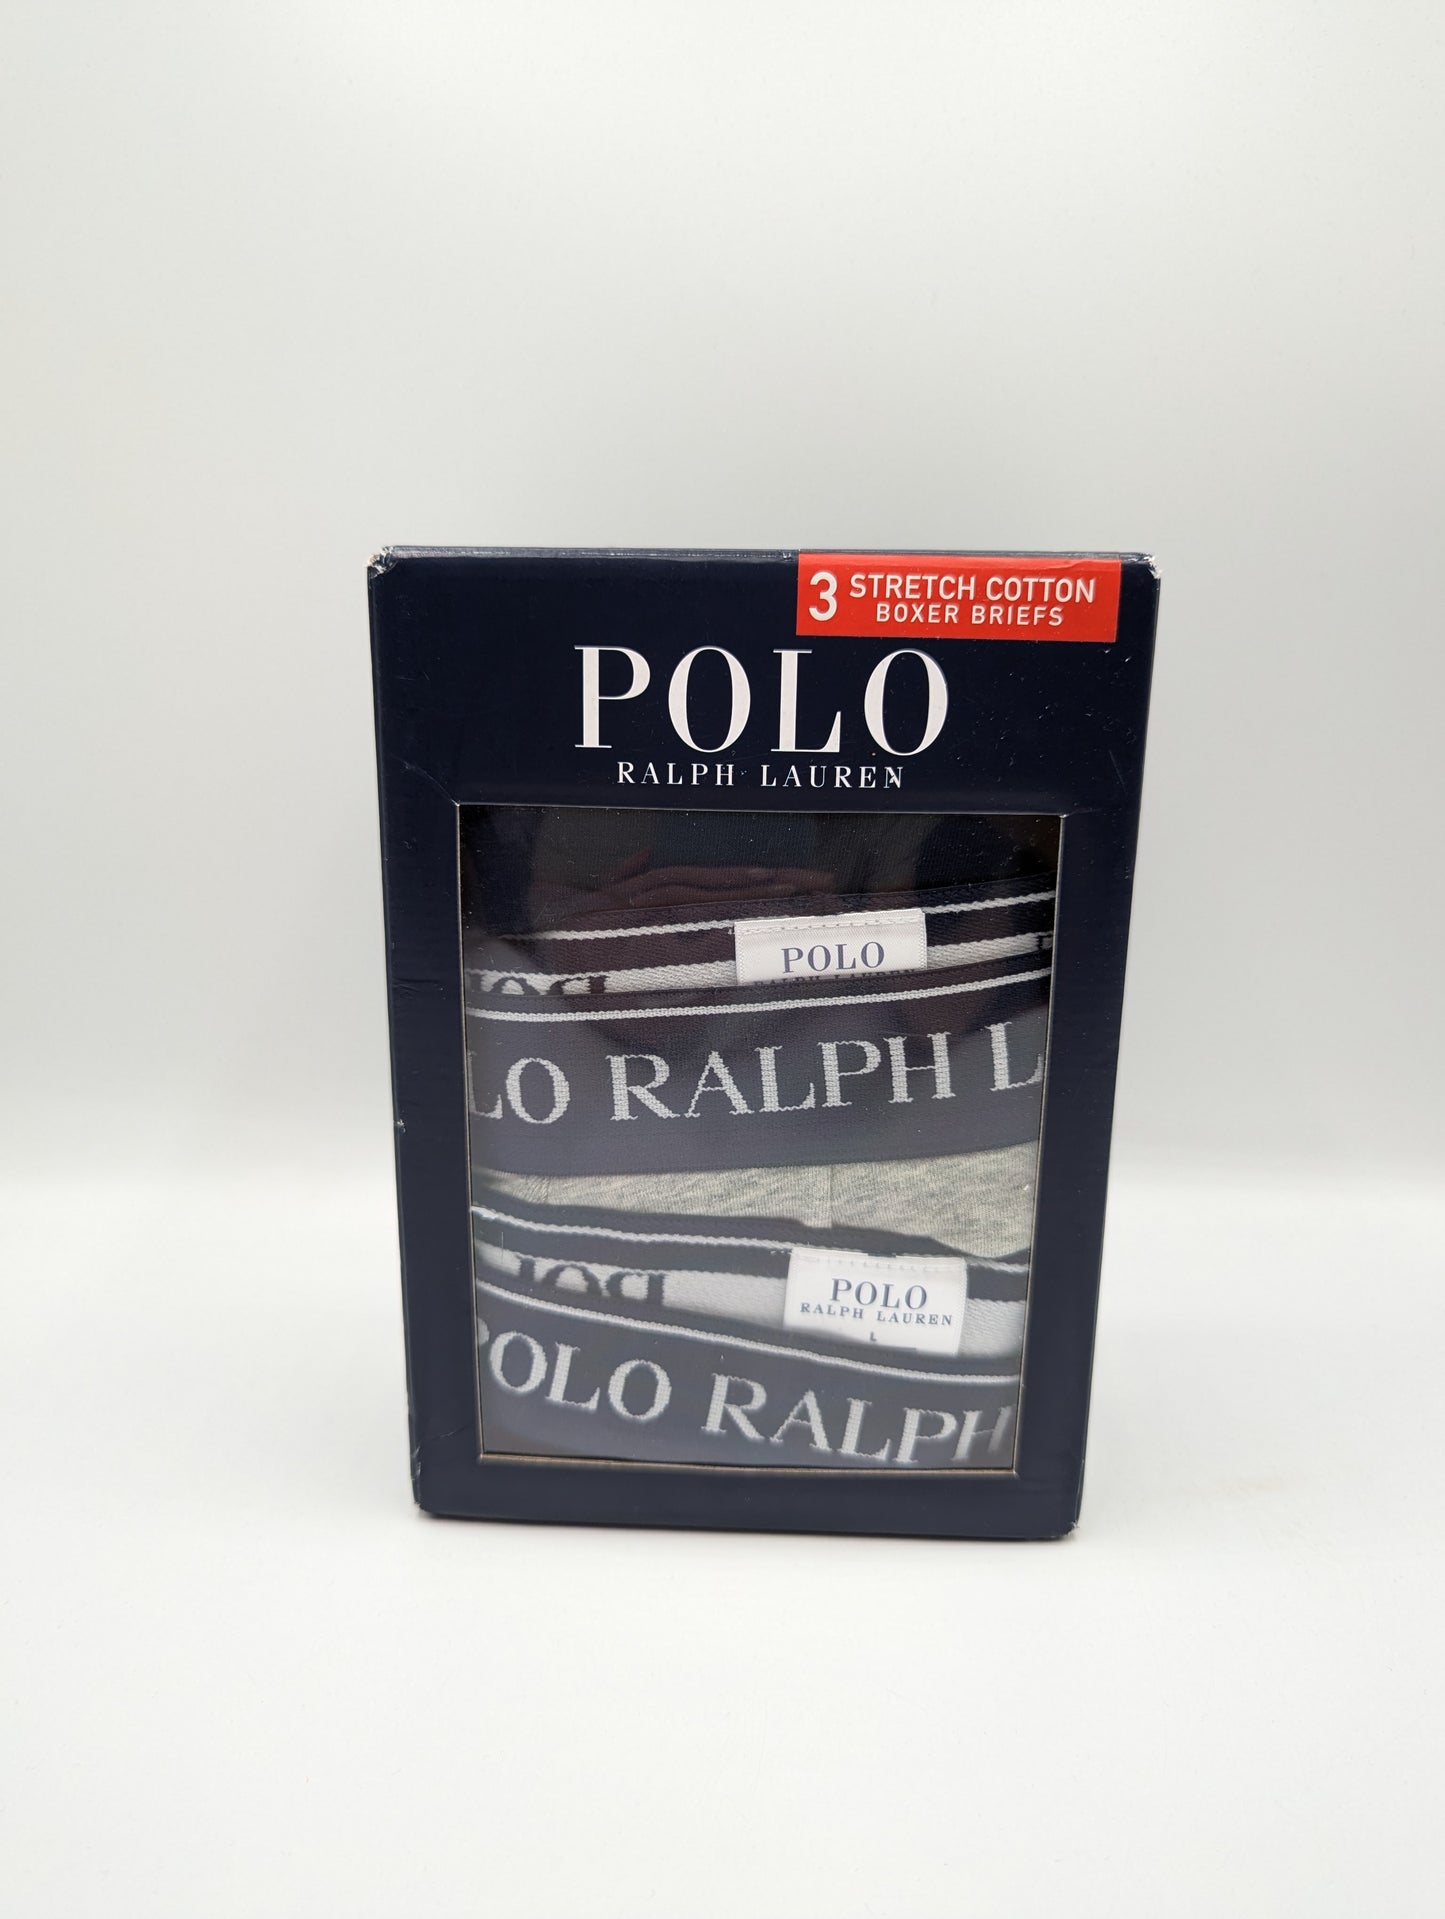 3 STRETCH COTTON
BOXER BRIEFS
POLO
RALPH LAUREN
POLO
LO RALPH L
POLO
RALPH LAUREN
L
POLO RALPH